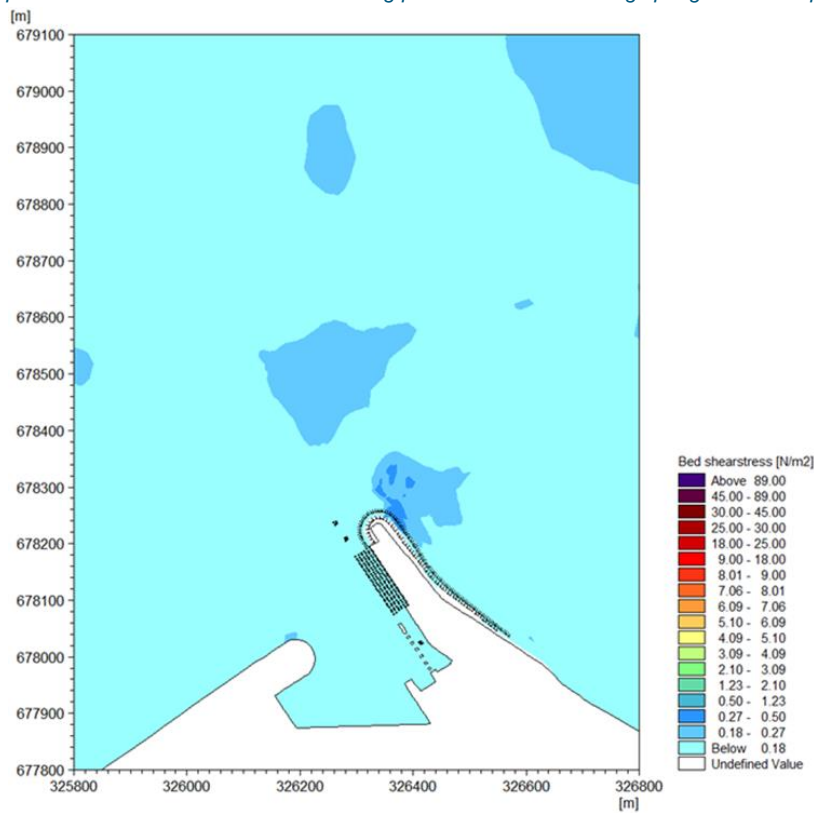 [m]
679100
679000
678900
678800
678700
678600
678500
678400
678300
678200
678100
678000
677900
677800
325800 326000 326200 326400 326600 326800
[m]
Bed shearstress [N/m2]
Above 89.00
45.00 - 89.00
30.00 - 45.00
25.00 - 30.00
18.00 - 25.00
9.00 - 18.00
8.01 - 9.00
7.06 - 8.01
6.09 - 7.06
5.10 - 6.09
4.09 - 5.10
3.09 - 4.09
2.10 - 3.09
1.23 - 2.10
0.50 - 1.23
0.27 - 0.50
0.18 - 0.27
Below 0.18
Undefined Value